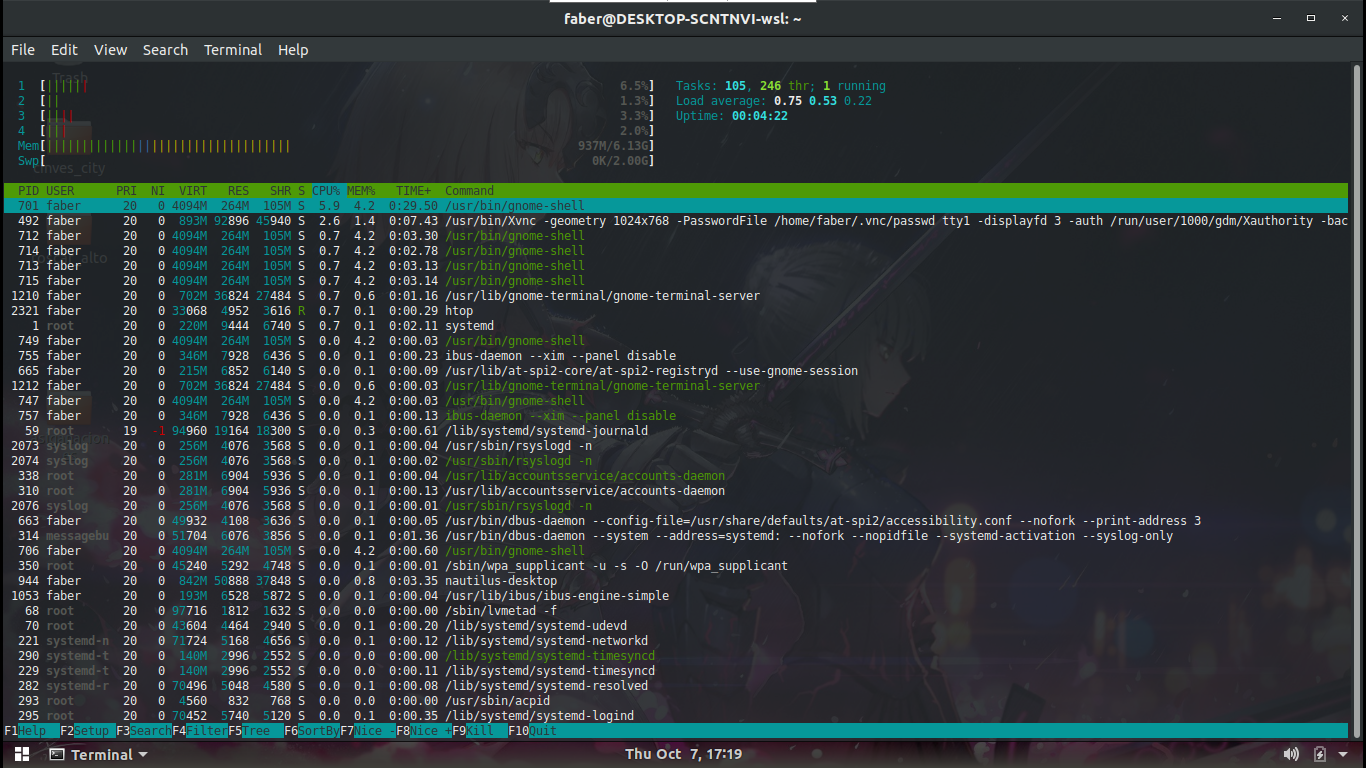 faber@DESKTOP-SCNTNVI-wsl: ~
File Edit View Search Terminal Help
Trash
1 [||||||| 6.5%] Tasks: 105, 246 thr; 1 running
2 [|| 1.3%] Load average: 0.75 0.53 0.22
3 [|||| 3.3%] Uptime: 00:04:22
4 [||| 2.0%]
Mem[||||||||||||||||||||||||||||||||||| 937M/6.13G]
Swp[ 0K/2.00G]
PID USER PRI NI VIRT RES SHR S CPU% MEM% TIME+ Command
701 faber 20 0 4094M 264M 105M S 5.9 4.2 0:29.50 /usr/bin/gnome-shell
492 faber 20 0 893M 92896 45940 S 2.6 1.4 0:07.43 /usr/bin/Xvnc -geometry 1024x768 -PasswordFile /home/faber/.vnc/passwd tty1 -displayfd 3 -auth /run/user/1000/gdm/Xauthority -bac
712 faber 20 0 4094M 264M 105M S 0.7 4.2 0:03.30 /usr/bin/gnome-shell
714 faber 20 0 4094M 264M 105M S 0.7 4.2 0:02.78 /usr/bin/gnome-shell
713 faber 20 0 4094M 264M 105M S 0.7 4.2 0:03.13 /usr/bin/gnome-shell
715 faber 20 0 4094M 264M 105M S 0.7 4.2 0:03.14 /usr/bin/gnome-shell
1210 faber 20 0 702M 36824 27484 S 0.7 0.6 0:01.16 /usr/lib/gnome-terminal/gnome-terminal-server
2321 faber 20 0 33068 4952 3616 R 0.7 0.1 0:00.29 htop
1 root 20 0 220M 9444 6740 S 0.7 0.1 0:02.11 systemd
749 faber 20 0 4094M 264M 105M S 0.0 4.2 0:00.03 /usr/bin/gnome-shell
755 faber 20 0 346M 7928 6436 S 0.0 0.1 0:00.23 ibus-daemon --xim --panel disable
665 faber 20 0 215M 6852 6140 S 0.0 0.1 0:00.09 /usr/lib/at-spi2-core/at-spi2-registryd --use-gnome-session
1212 faber 20 0 702M 36824 27484 S 0.0 0.6 0:00.03 /usr/lib/gnome-terminal/gnome-terminal-server
747 faber 20 0 4094M 264M 105M S 0.0 4.2 0:00.03 /usr/bin/gnome-shell
757 faber 20 0 346M 7928 6436 S 0.0 0.1 0:00.13 ibus-daemon --xim --panel disable
59 root 19 -1 94960 19164 18300 S 0.0 0.3 0:00.61 /lib/systemd/systemd-journald
2073 syslog 20 0 256M 4076 3568 S 0.0 0.1 0:00.04 /usr/sbin/rsyslogd -n
2074 syslog 20 0 256M 4076 3568 S 0.0 0.1 0:00.02 /usr/sbin/rsyslogd -n
338 root 20 0 281M 6904 5936 S 0.0 0.1 0:00.04 /usr/lib/accountsservice/accounts-daemon
310 root 20 0 281M 6904 5936 S 0.0 0.1 0:00.13 /usr/lib/accountsservice/accounts-daemon
2076 syslog 20 0 256M 4076 3568 S 0.0 0.1 0:00.01 /usr/sbin/rsyslogd -n
663 faber 20 0 49932 4108 3636 S 0.0 0.1 0:00.05 /usr/bin/dbus-daemon --config-file=/usr/share/defaults/at-spi2/accessibility.conf --nofork --print-address 3
314 messagebu 20 0 51704 6076 3856 S 0.0 0.1 0:01.36 /usr/bin/dbus-daemon --system --address=systemd: --nofork --nopidfile --systemd-activation --syslog-only
706 faber 20 0 4094M 264M 105M S 0.0 4.2 0:00.60 /usr/bin/gnome-shell
350 root 20 0 45240 5292 4748 S 0.0 0.1 0:00.01 /sbin/wpa_supplicant -u -s -O /run/wpa_supplicant
944 faber 20 0 842M 50888 37848 S 0.0 0.8 0:03.35 nautilus-desktop
1053 faber 20 0 193M 6528 5872 S 0.0 0.1 0:00.04 /usr/lib/ibus/ibus-engine-simple
68 root 20 0 97716 1812 1632 S 0.0 0.0 0:00.00 /sbin/lvmetad -f
70 root 20 0 43604 4464 2940 S 0.0 0.1 0:00.20 /lib/systemd/systemd-udevd
221 systemd-n 20 0 71724 5168 4656 S 0.0 0.1 0:00.12 /lib/systemd/systemd-networkd
290 systemd-t 20 0 140M 2996 2552 S 0.0 0.0 0:00.00 /lib/systemd/systemd-timesyncd
229 systemd-t 20 0 140M 2996 2552 S 0.0 0.0 0:00.11 /lib/systemd/systemd-timesyncd
282 systemd-r 20 0 70496 5048 4580 S 0.0 0.1 0:00.08 /lib/systemd/systemd-resolved
293 root 20 0 4560 832 768 S 0.0 0.0 0:00.00 /usr/sbin/acpid
295 root 20 0 70452 5740 5120 S 0.0 0.1 0:00.35 /lib/systemd/systemd-logind
F1Help F2Setup F3SearchF4FilterF5Tree F6SortByF7Nice -F8Nice +F9Kill F10Quit
Terminal Thu Oct 7, 17:19